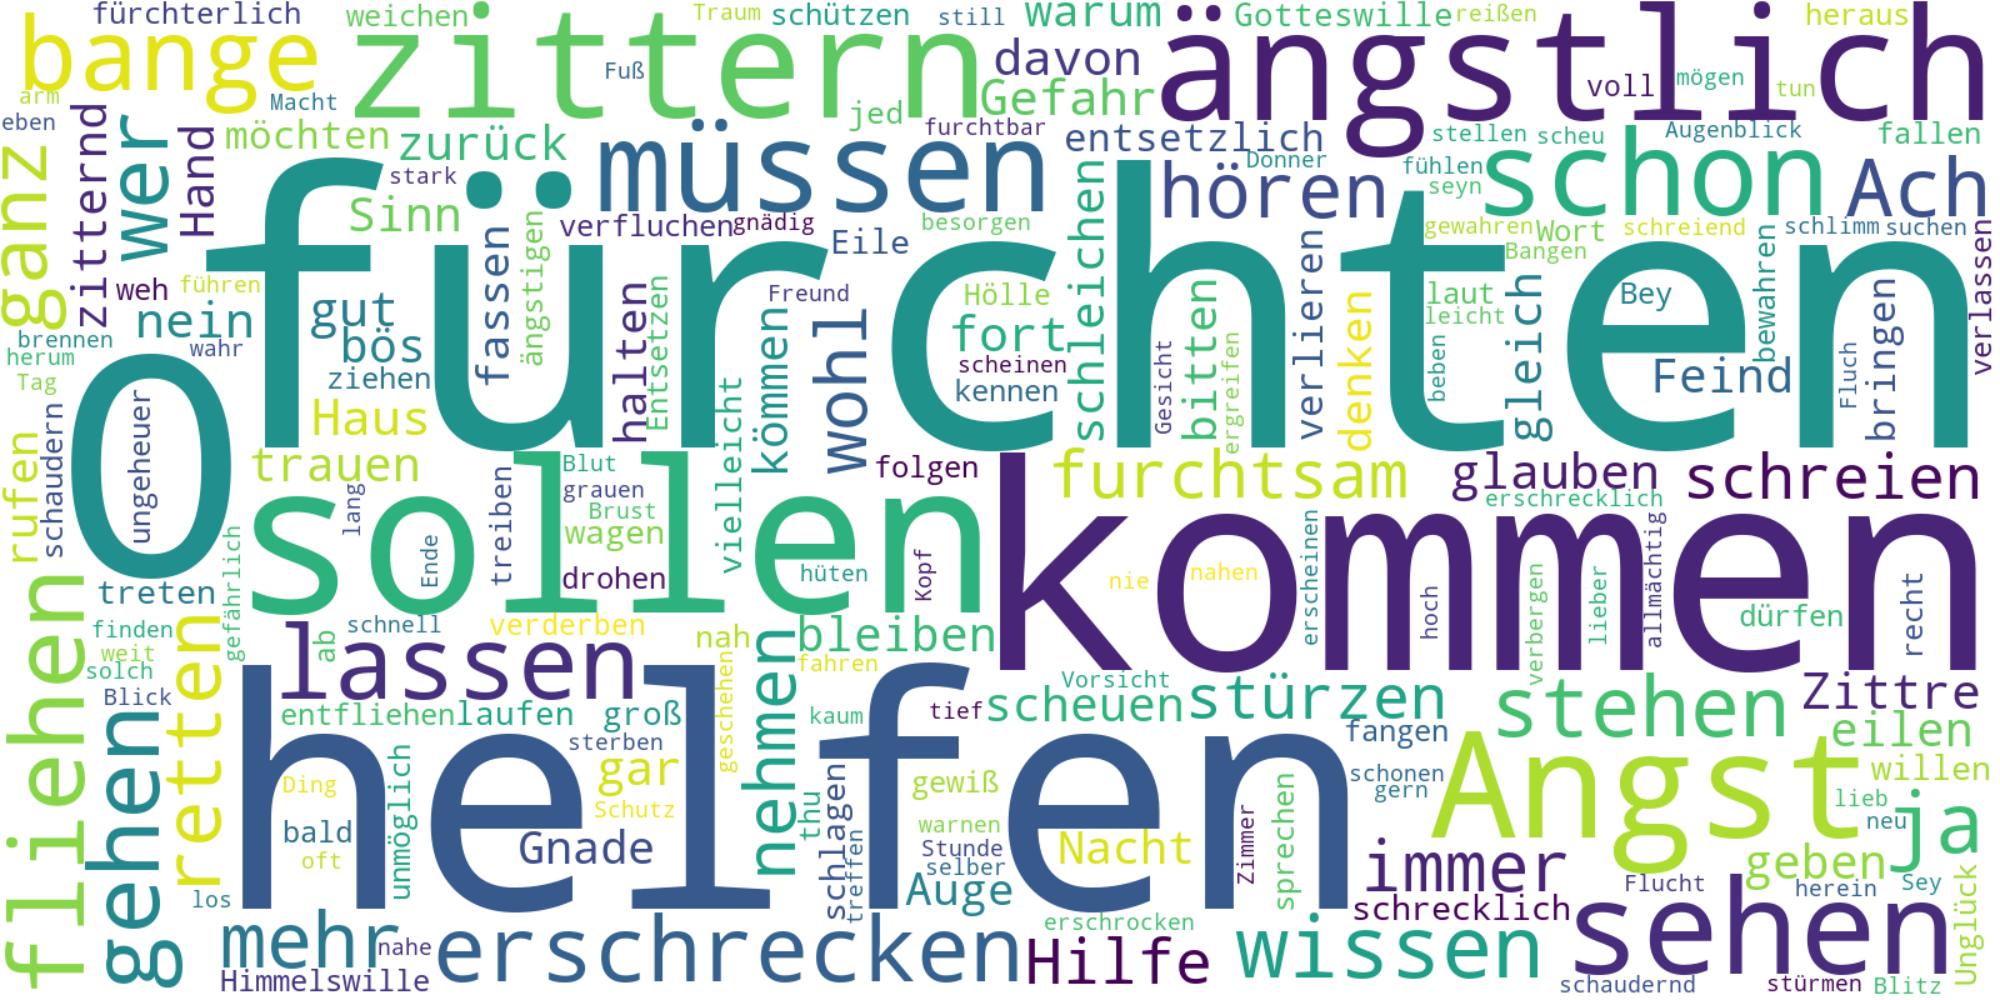 fürchterlich
weichen
Traum
schützen
still
warum
Gotteswille
reißen
heraus
bange
zittern
ängstlich
davon
Fuß
voll
mögen
tun
arm
Macht
Gefahr
jed
eben
zitternd
wer
Hand
möchten
zurück
müssen
furchtbar
entsetzlich
stellen
scheu
Augenblick
fallen
ganz
stark
hören
Donner
fühlen
seyn
schon
Ach
Sinn
verfluchen
gnädig
besorgen
Eile
schleichen
gewahren
Wort
schreiend
schlimm
suchen
Bangen
fürchten
weh
führen
fassen
ängstigen
Entsetzen
halten
Freund
Hölle
bitten
verlieren
denken
laut
leicht
gleich
Bey
bewahren
bringen
verlassen
nein
gut
bös
wohl
kömmen
fort
scheinen
kennen
Gesicht
ergreifen
beben
Feind
Fluch
brennen
herum
Tag
wahr
ziehen
O
Haus
ungeheuer
schaudern
rufen
trauen
vielleicht
folgen
furchtsam
glauben
schreien
erschrecklich
sollen
lang
Ende
treiben
Blut
grauen
Brust
wagen
drohen
hüten
Kopf
kommen
nie
nahen
erscheinen
hoch
verbergen
lieber
allmächtig
dürfen
recht
treten
gefährlich
fliehen
finden
weit
solch
Blick
gehen
retten
ab
schnell
verderben
nah
bleiben
lassen
nehmen
fahren
geschehen
entfliehen
laufen
groß
sterben
kaum
tief
Vorsicht
scheuen
stürzen
stehen
Zittre
fangen
eilen
helfen
Ding
bald
oft
unmöglich
gar
Schutz
Gnade
thu
schlagen
treffen
gewiß
warnen
Stunde
selber
Auge
Nacht
Zimmer
sprechen
schonen
gern
Angst
willen
lieb
neu
ja
immer
geben
los
schrecklich
Flucht
herein
Sey
Unglück
mehr
nahe
Himmelswille
erschrecken
erschrocken
Hilfe
wissen
sehen
schaudernd
stürmen
Blitz